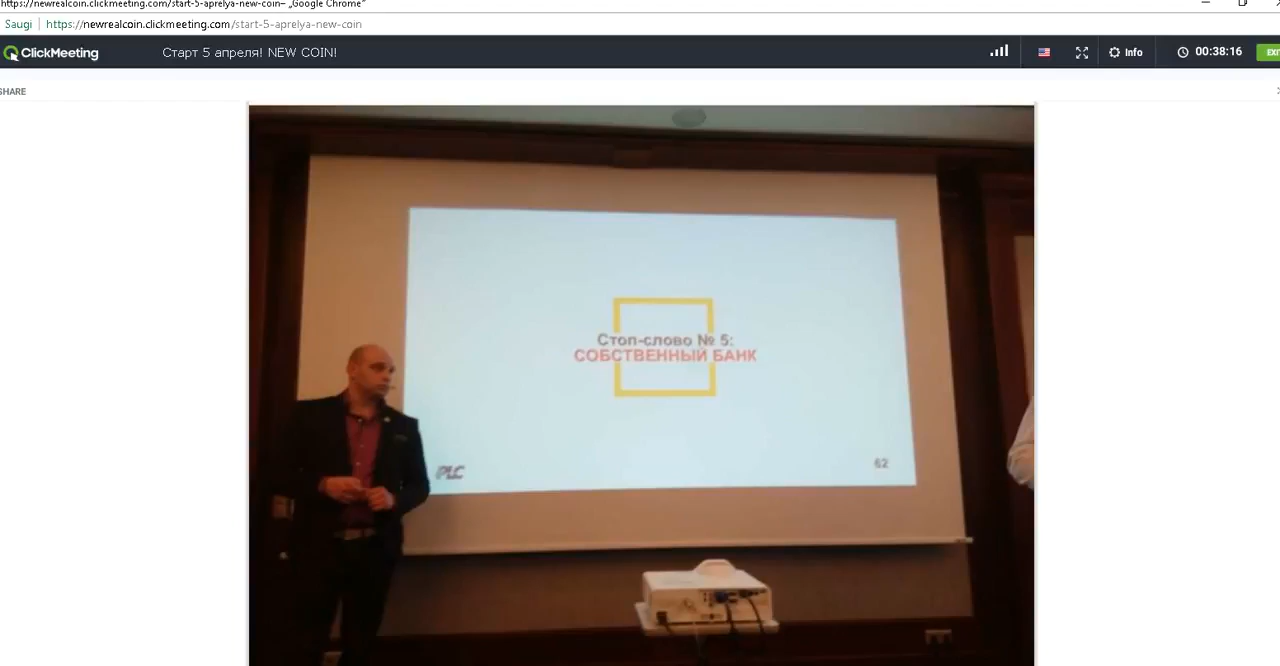 https://newrealcoin.clickmeeting.com/start-5-aprelya-new-coin– „Google Chrome“
Saugi
https://newrealcoin.clickmeeting.com/start-5-aprelya-new-coin
ClickMeeting
Старт 5 апреля! NEW COIN!
Info
00:38:16
EXI
SHARE
Стоп-слово № 5:
СОБСТВЕННЫЙ БАНК
PLC
62